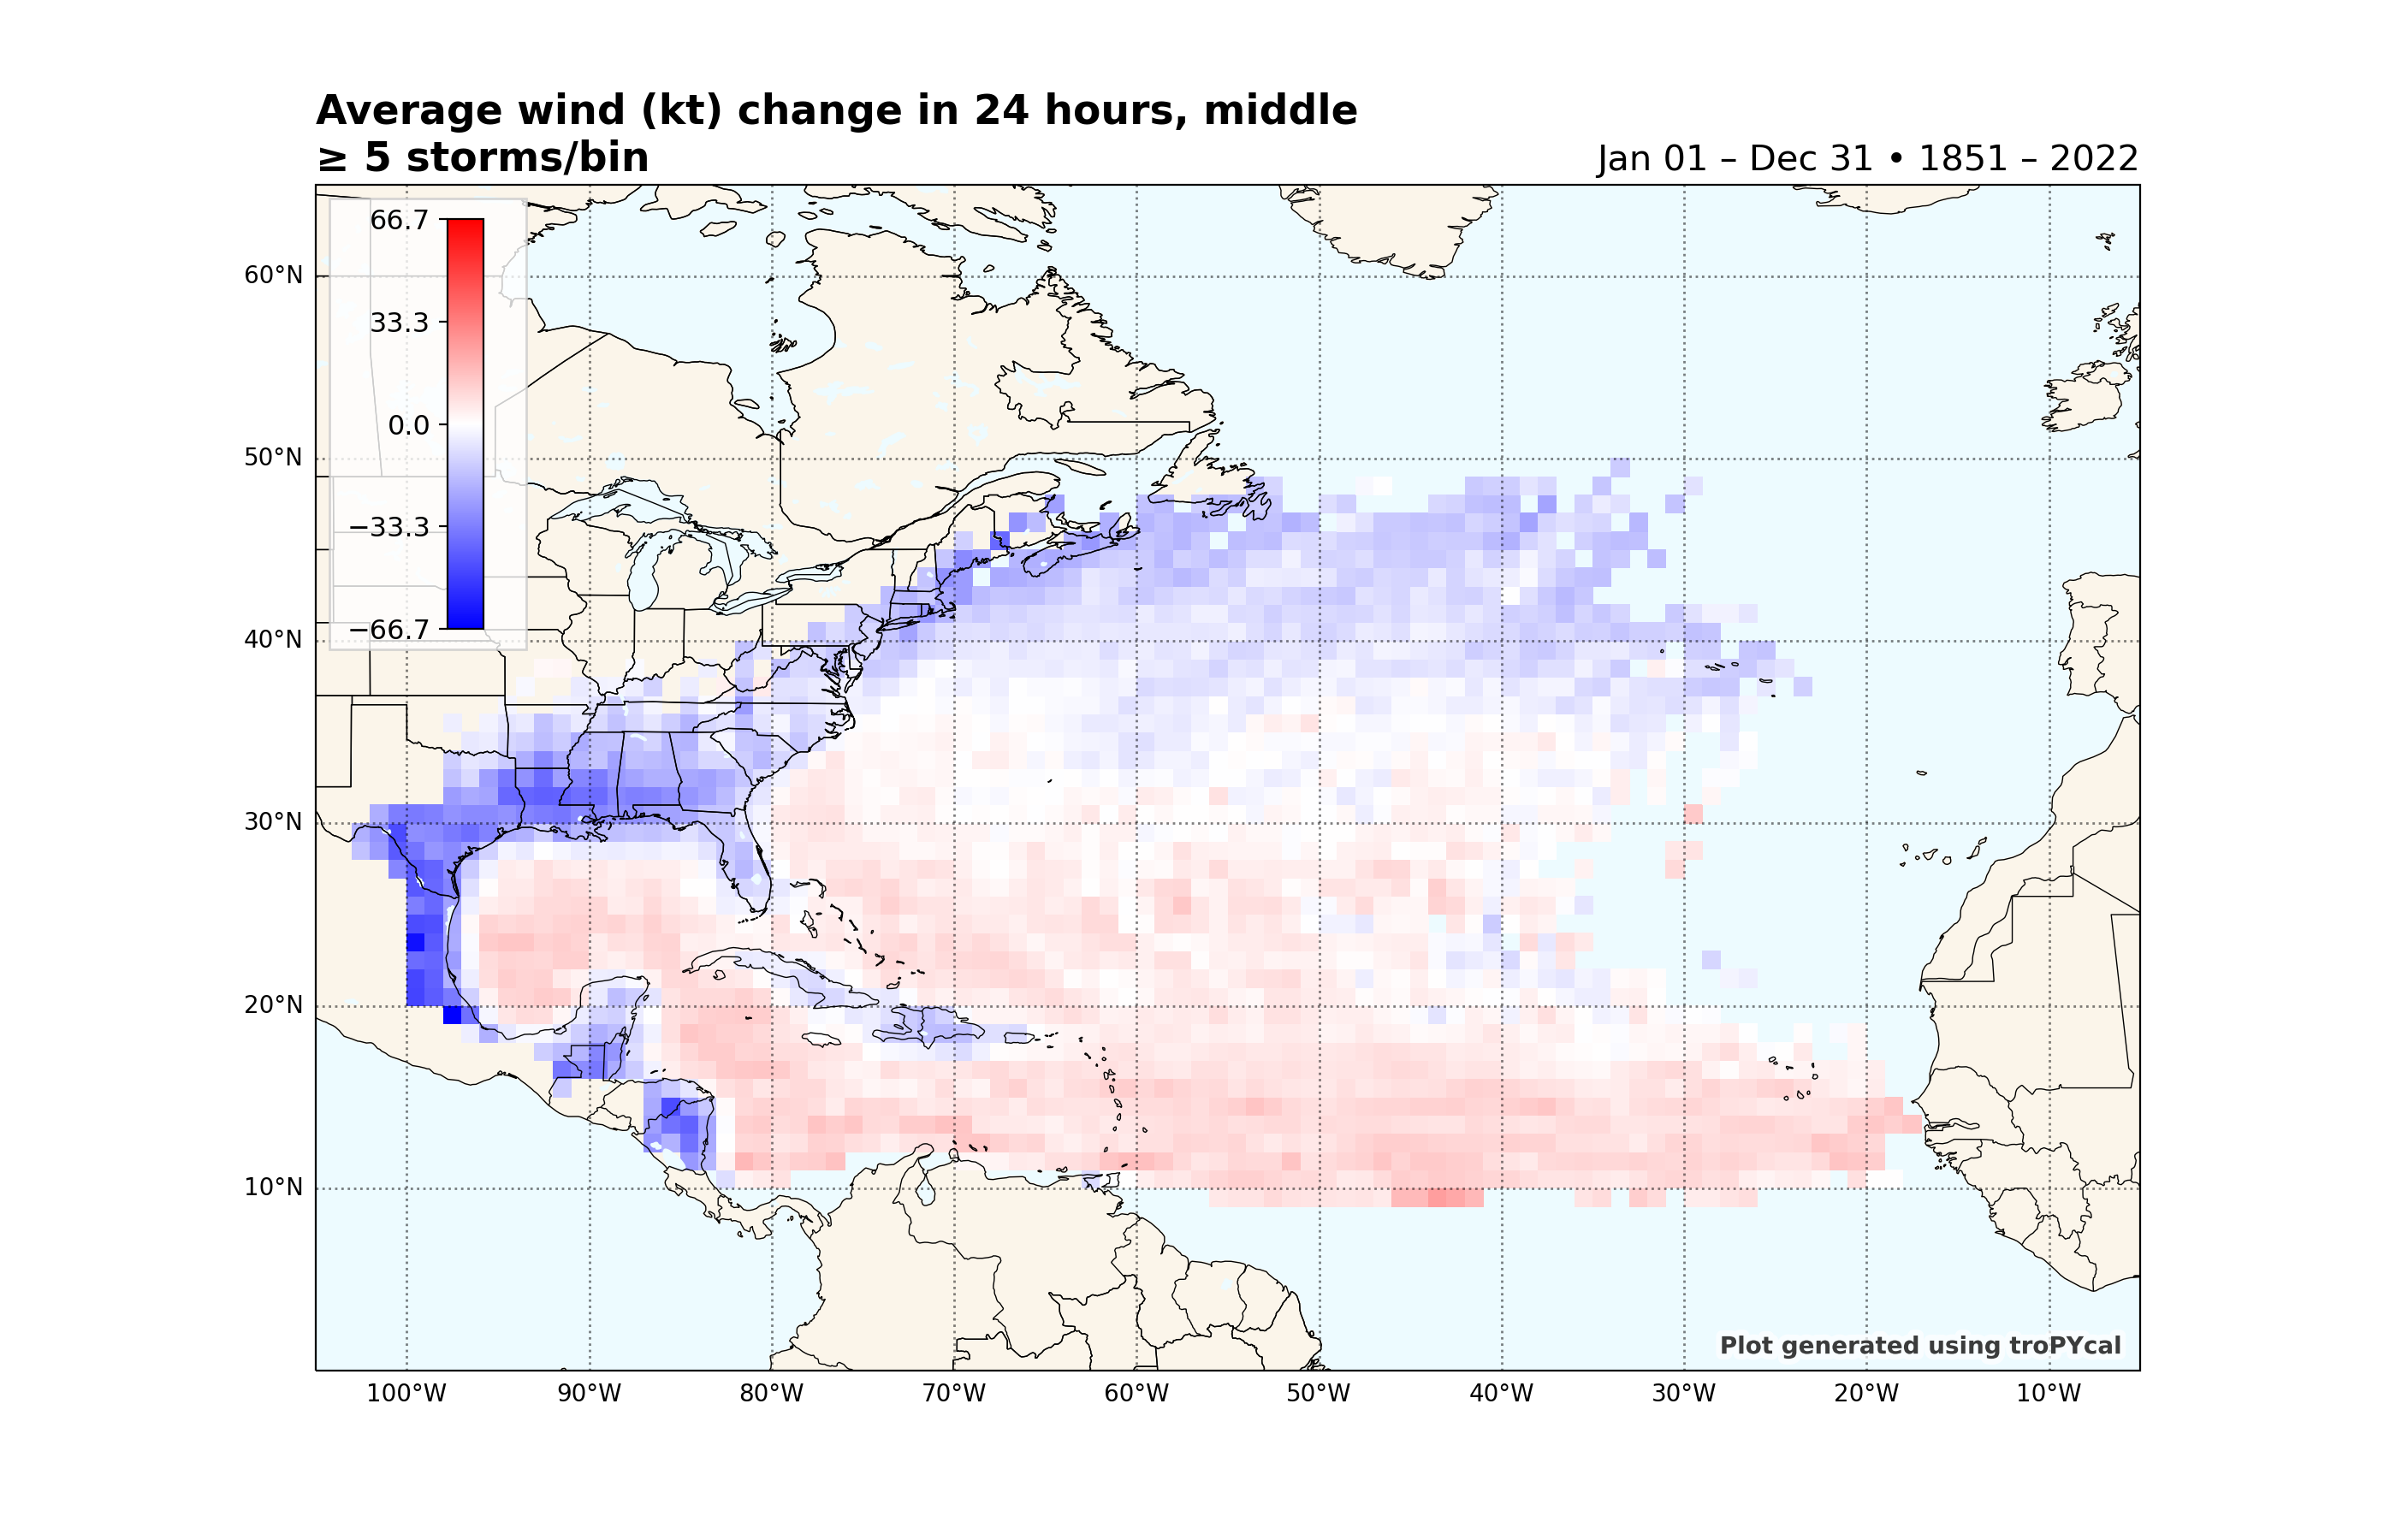 Average wind (kt) change in 24 hours, middle
≥ 5 storms/bin
Jan 01 – Dec 31 • 1851 – 2022
66.7
33.3
0.0
−33.3
−66.7
60°N
50°N
40°N
30°N
20°N
10°N
Plot generated using troPYcal
100°W 90°W 80°W 70°W 60°W 50°W 40°W 30°W 20°W 10°W